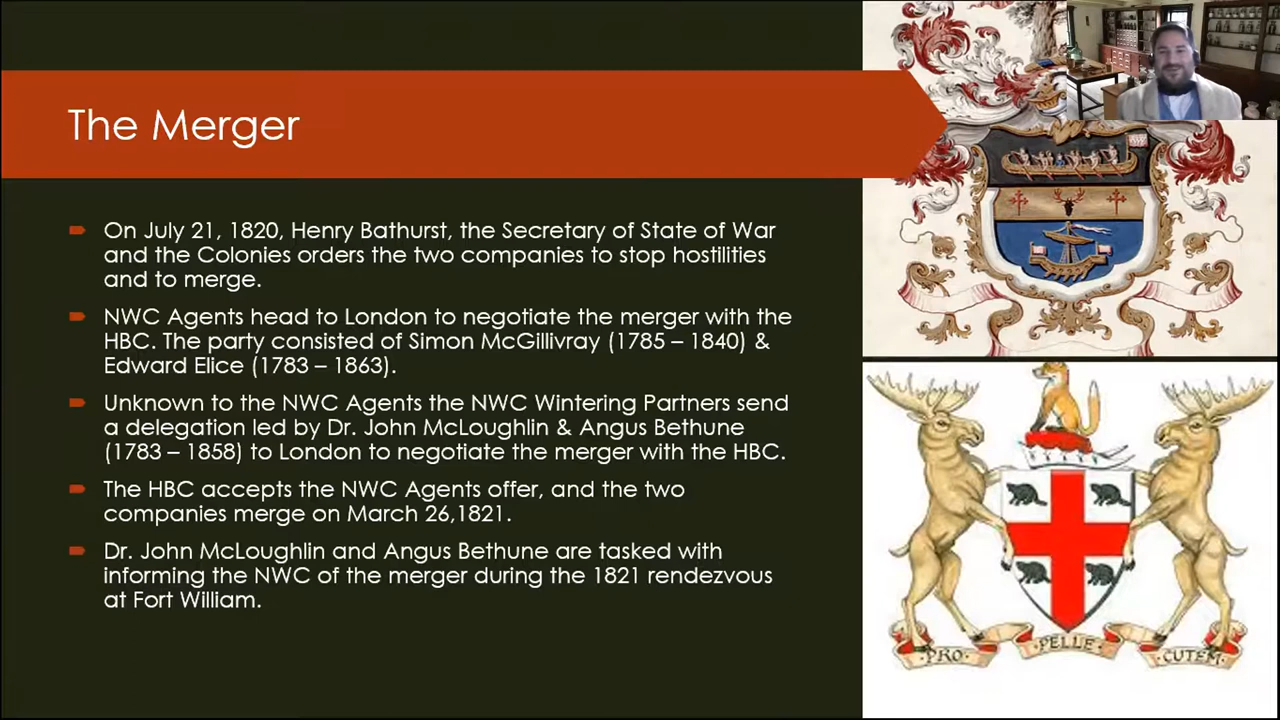 The Merger
On July 21, 1820, Henry Bathurst, the Secretary of State of War
and the Colonies orders the two companies to stop hostilities
and to merge.
NWC Agents head to London to negotiate the merger with the
HBC. The party consisted of Simon McGillivray (1785 – 1840) &
Edward Elice (1783 – 1863).
Unknown to the NWC Agents the NWC Wintering Partners send
a delegation led by Dr. John McLoughlin & Angus Bethune
(1783 – 1858) to London to negotiate the merger with the HBC.
The HBC accepts the NWC Agents offer, and the two
companies merge on March 26,1821.
Dr. John McLoughlin and Angus Bethune are tasked with
informing the NWC of the merger during the 1821 rendezvous
at Fort William.
PRO PELLE CUTEM